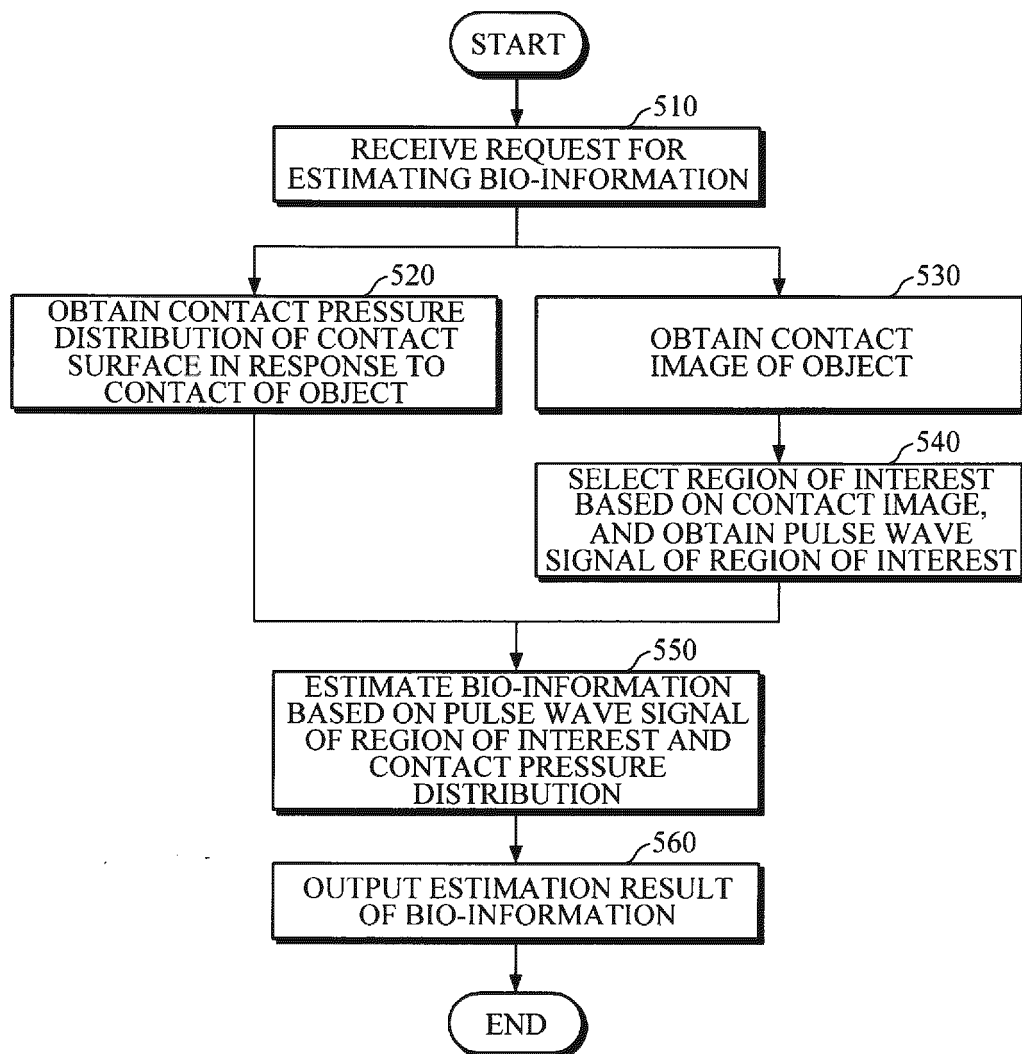 START
510
RECEIVE REQUEST FOR
ESTIMATING BIO-INFORMATION
520
OBTAIN CONTACT PRESSURE
DISTRIBUTION OF CONTACT
SURFACE IN RESPONSE TO
CONTACT OF OBJECT
530
OBTAIN CONTACT
IMAGE OF OBJECT
540
SELECT REGION OF INTEREST
BASED ON CONTACT IMAGE,
AND OBTAIN PULSE WAVE
SIGNAL OF REGION OF INTEREST
550
ESTIMATE BIO-INFORMATION
BASED ON PULSE WAVE SIGNAL
OF REGION OF INTEREST AND
CONTACT PRESSURE
DISTRIBUTION
560
OUTPUT ESTIMATION RESULT
OF BIO-INFORMATION
END